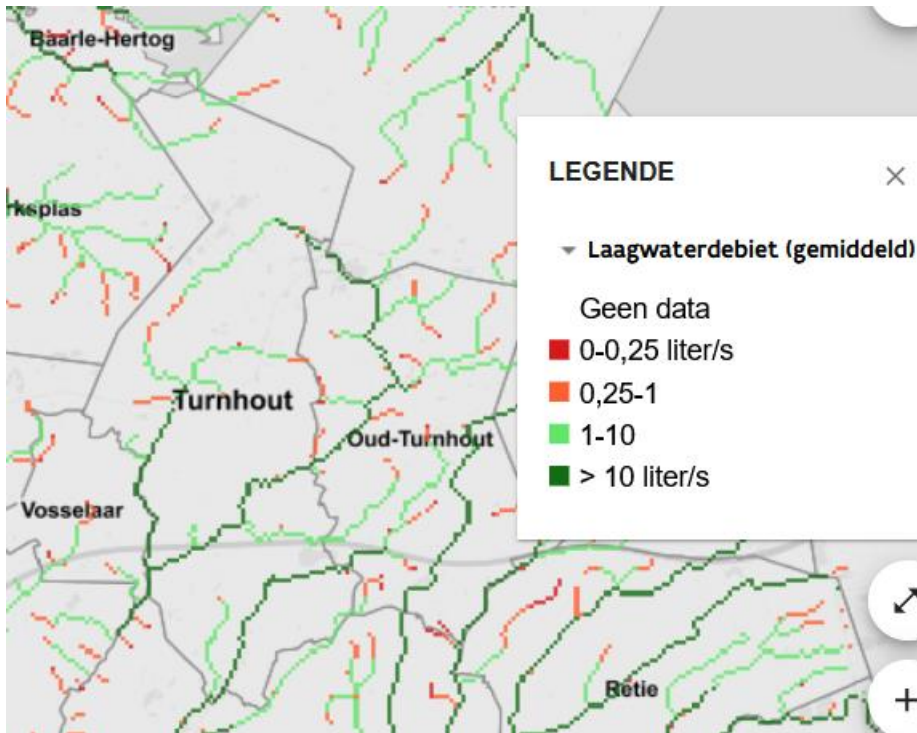 Baarle-Hertog
rksplas
Turnhout
Oud-Turnhout
Vosselaar
Retie
LEGENDE
Laagwaterdebiet (gemiddeld)
Geen data
0-0,25 liter/s
0,25-1
1-10
> 10 liter/s